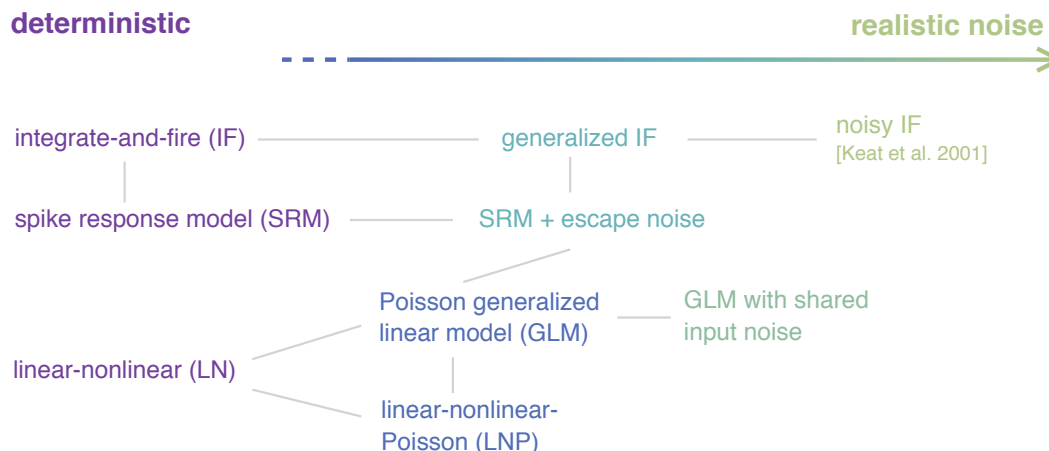 deterministic
realistic noise
integrate-and-fire (IF)
generalized IF
noisy IF
[Keat et al. 2001]
spike response model (SRM)
SRM + escape noise
Poisson generalized
linear model (GLM)
GLM with shared
input noise
linear-nonlinear (LN)
linear-nonlinear-
Poisson (LNP)